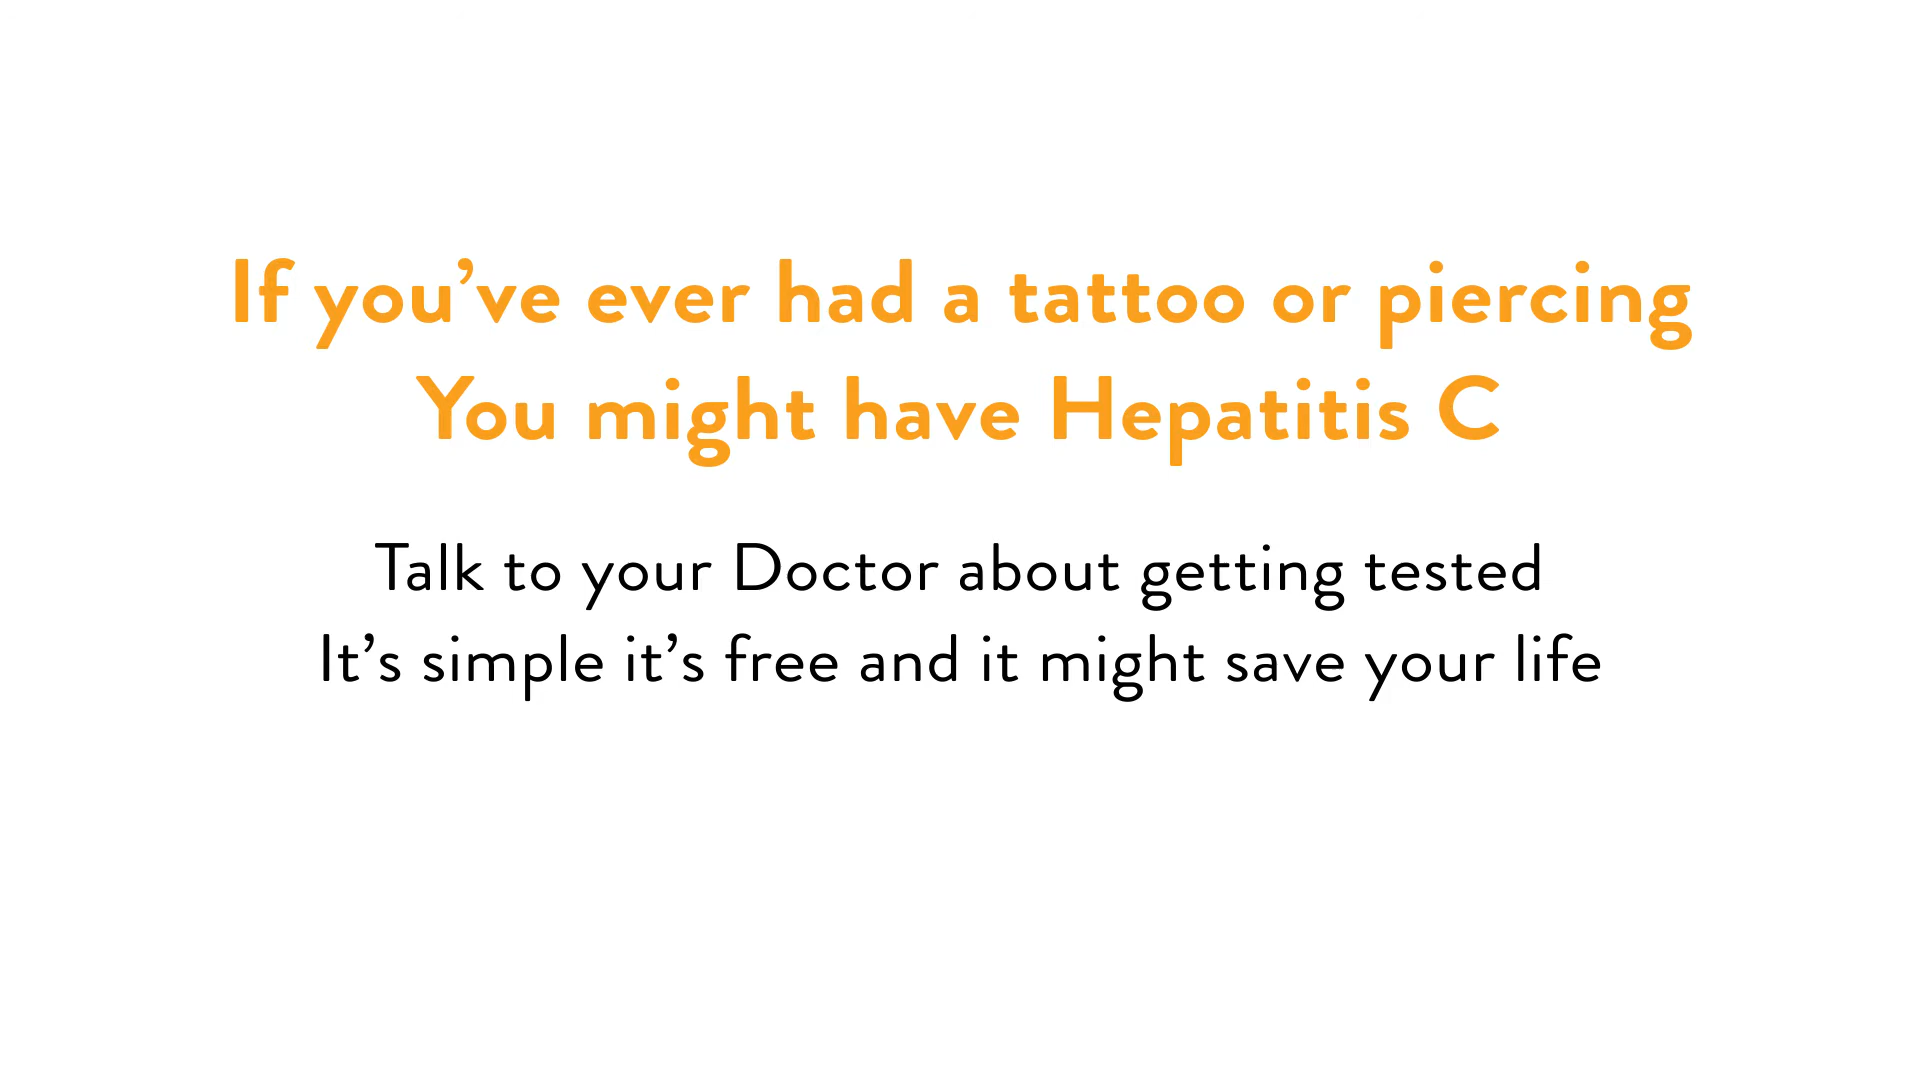 If you’ve ever had a tattoo or piercing
You might have Hepatitis C
Talk to your Doctor about getting tested
It’s simple it’s free and it might save your life